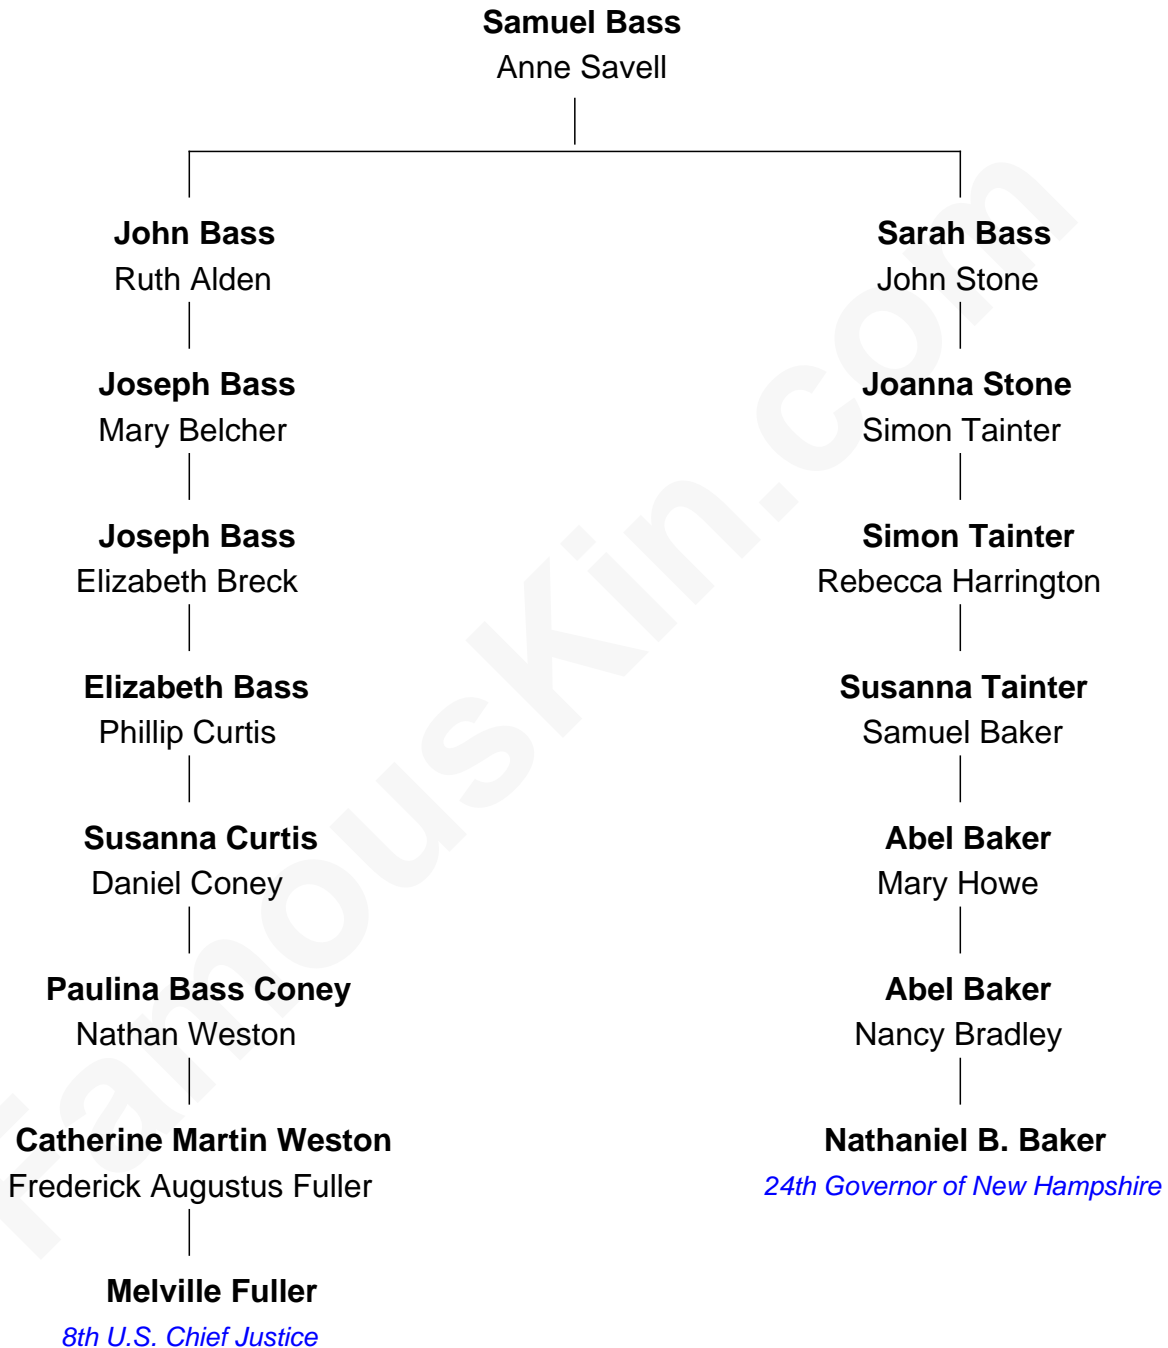 Samuel Bass
Anne Savell
John Bass
Ruth Alden
Sarah Bass
John Stone
Joseph Bass
Mary Belcher
Joanna Stone
Simon Tainter
Joseph Bass
Elizabeth Breck
Simon Tainter
Rebecca Harrington
Elizabeth Bass
Phillip Curtis
Susanna Tainter
Samuel Baker
Susanna Curtis
Daniel Coney
Abel Baker
Mary Howe
Paulina Bass Coney
Nathan Weston
Abel Baker
Nancy Bradley
Catherine Martin Weston
Frederick Augustus Fuller
Nathaniel B. Baker
24th Governor of New Hampshire
Melville Fuller
8th U.S. Chief Justice
FamousKin.com